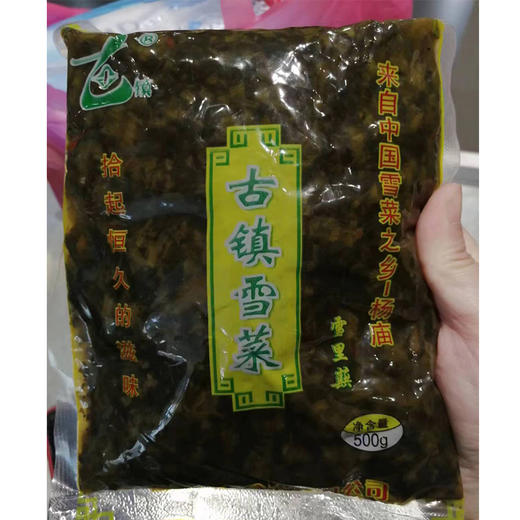 ®
镇
来自中国雪菜之乡-杨庙
古镇雪菜
拾起恒久的滋味
雪里蕻
净含量
500g
公司